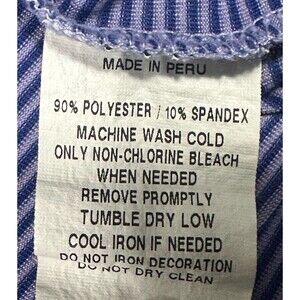 MADE IN PERU
90% POLYESTER / 10% SPANDEX
MACHINE WASH COLD
ONLY NON-CHLORINE BLEACH
WHEN NEEDED
REMOVE PROMPTLY
TUMBLE DRY LOW
COOL IRON IF NEEDED
DO NOT IRON DECORATION
DO NOT DRY CLEAN